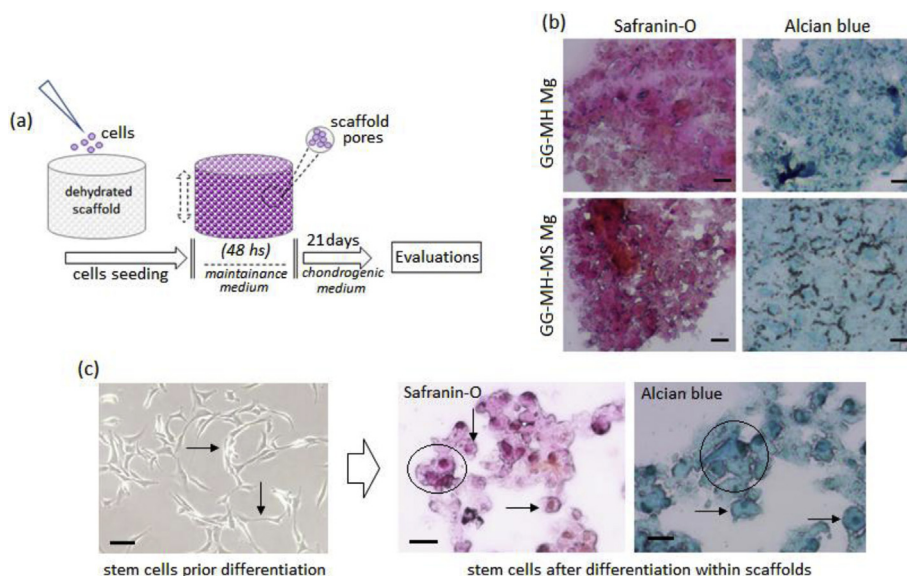 (a)
cells
dehydrated
scaffold
scaffold
pores
cells seeding
(48 hs)
maintainance
medium
21days
chondrogenic
medium
Evaluations
(b)
Safranin-O
Alcian blue
GG-MH Mg
GG-MH-MS Mg
(c)
Safranin-O
Alcian blue
stem cells prior differentiation
stem cells after differentiation within scaffolds